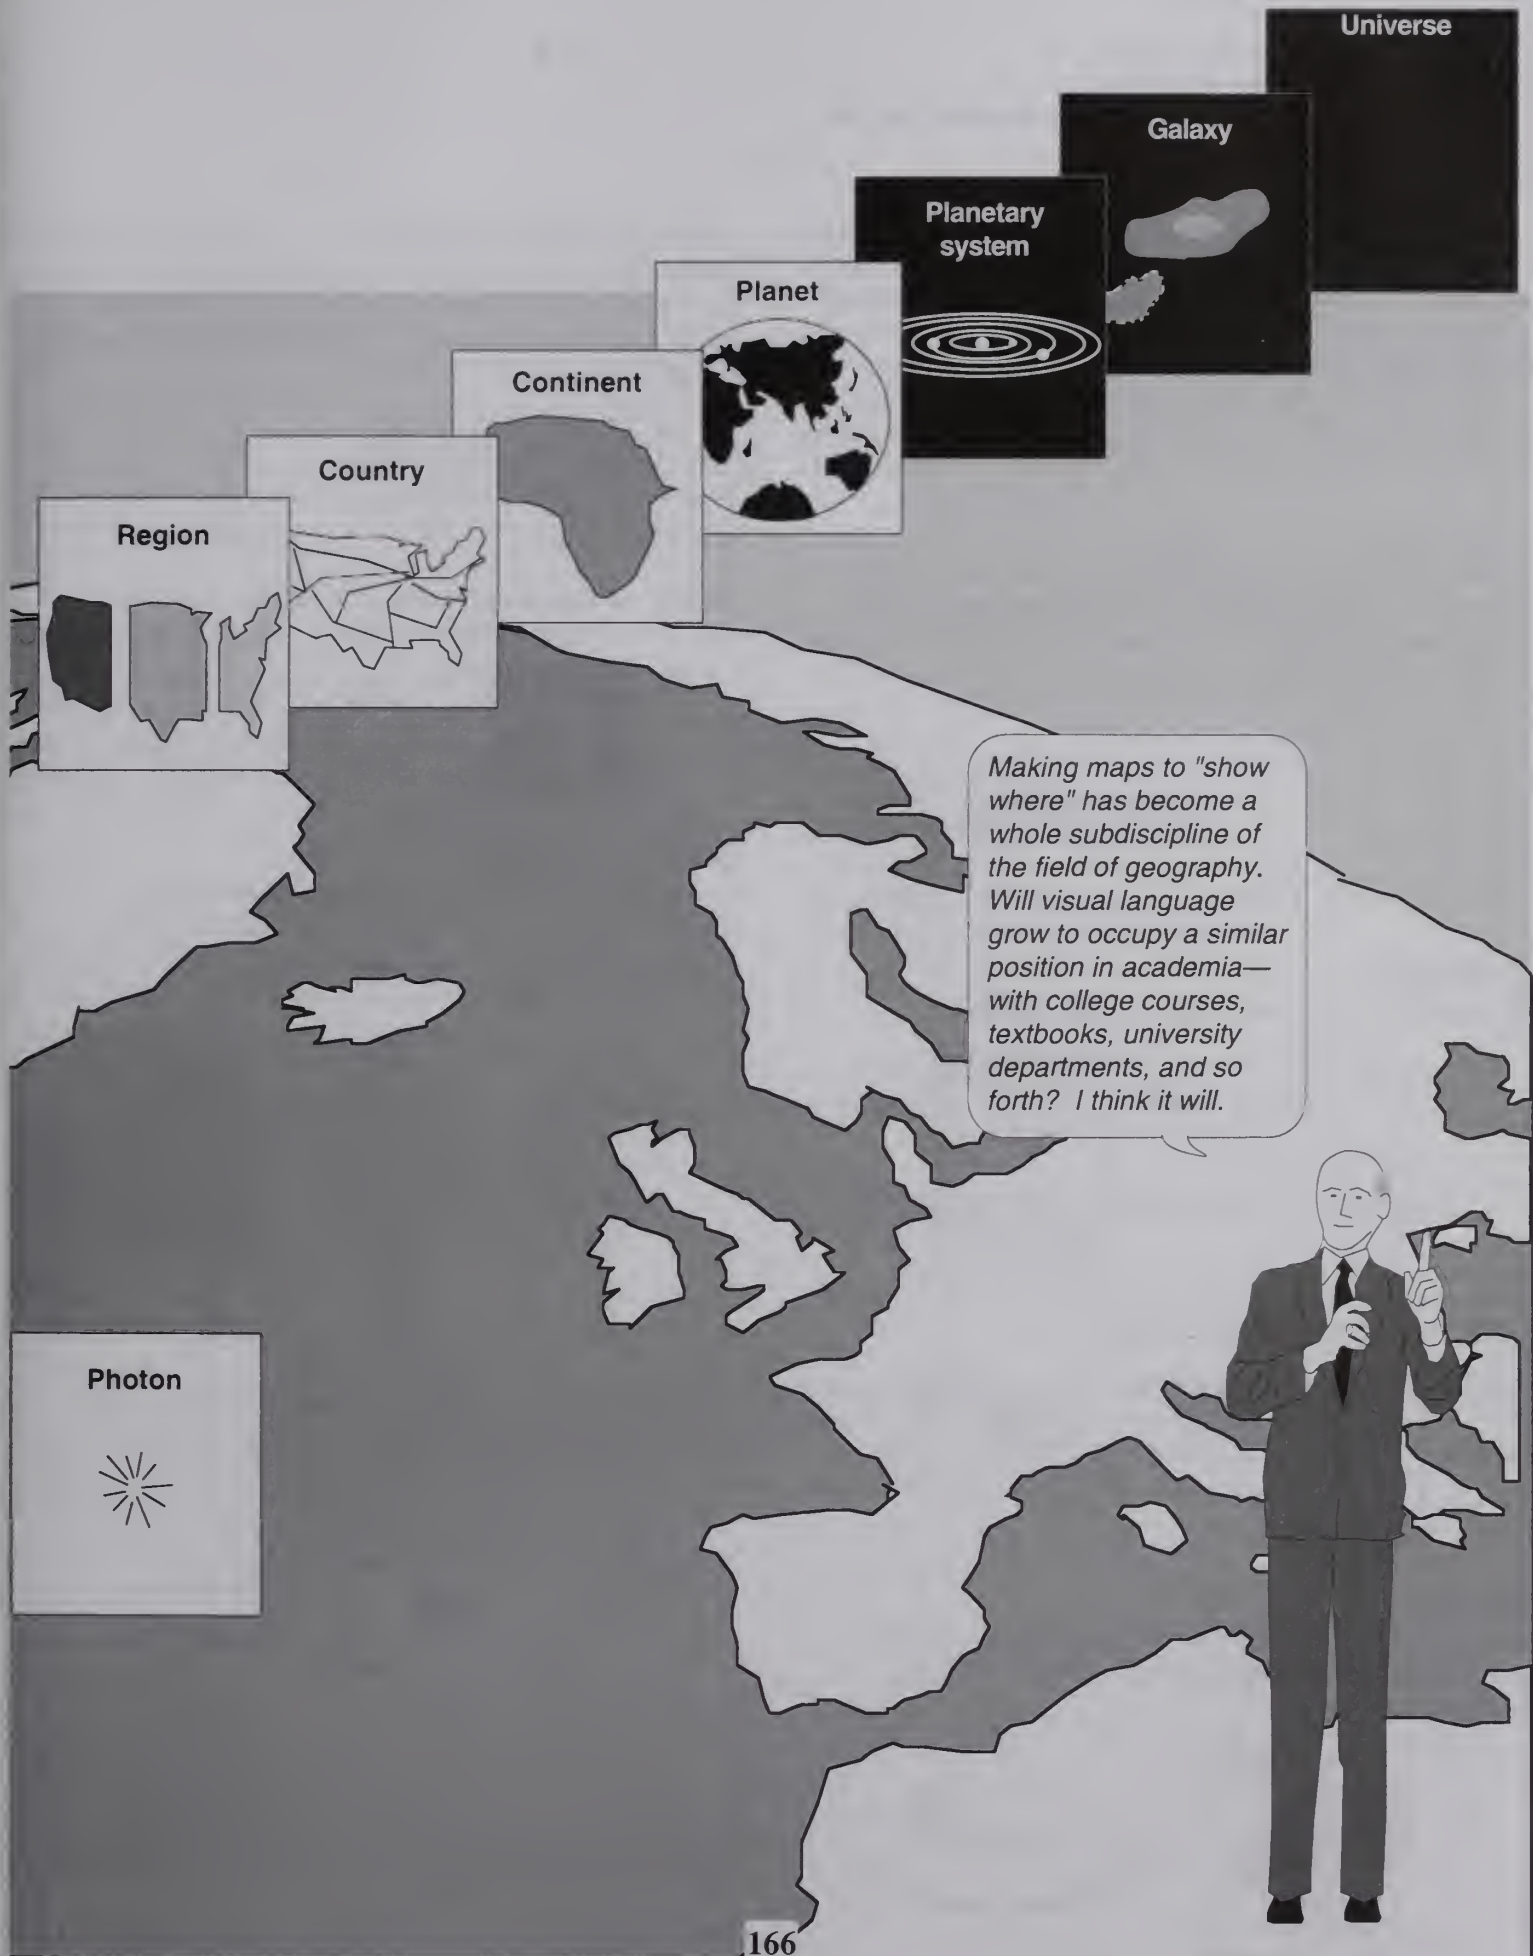 Universe
Galaxy
Planetary
system
Planet
Continent
Country
Region
Making maps to "show
where" has become a
whole subdiscipline of
the field of geography.
Will visual language
grow to occupy a similar
position in academia—
with college courses,
textbooks, university
departments, and so
forth? I think it will.
Photon
166